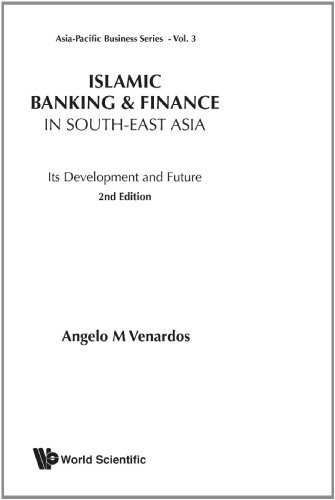 Asia-Pacific Business Series - Vol. 3
ISLAMIC
BANKING & FINANCE
IN SOUTH-EAST ASIA
Its Development and Future
2nd Edition
Angelo M Venardos
World Scientific